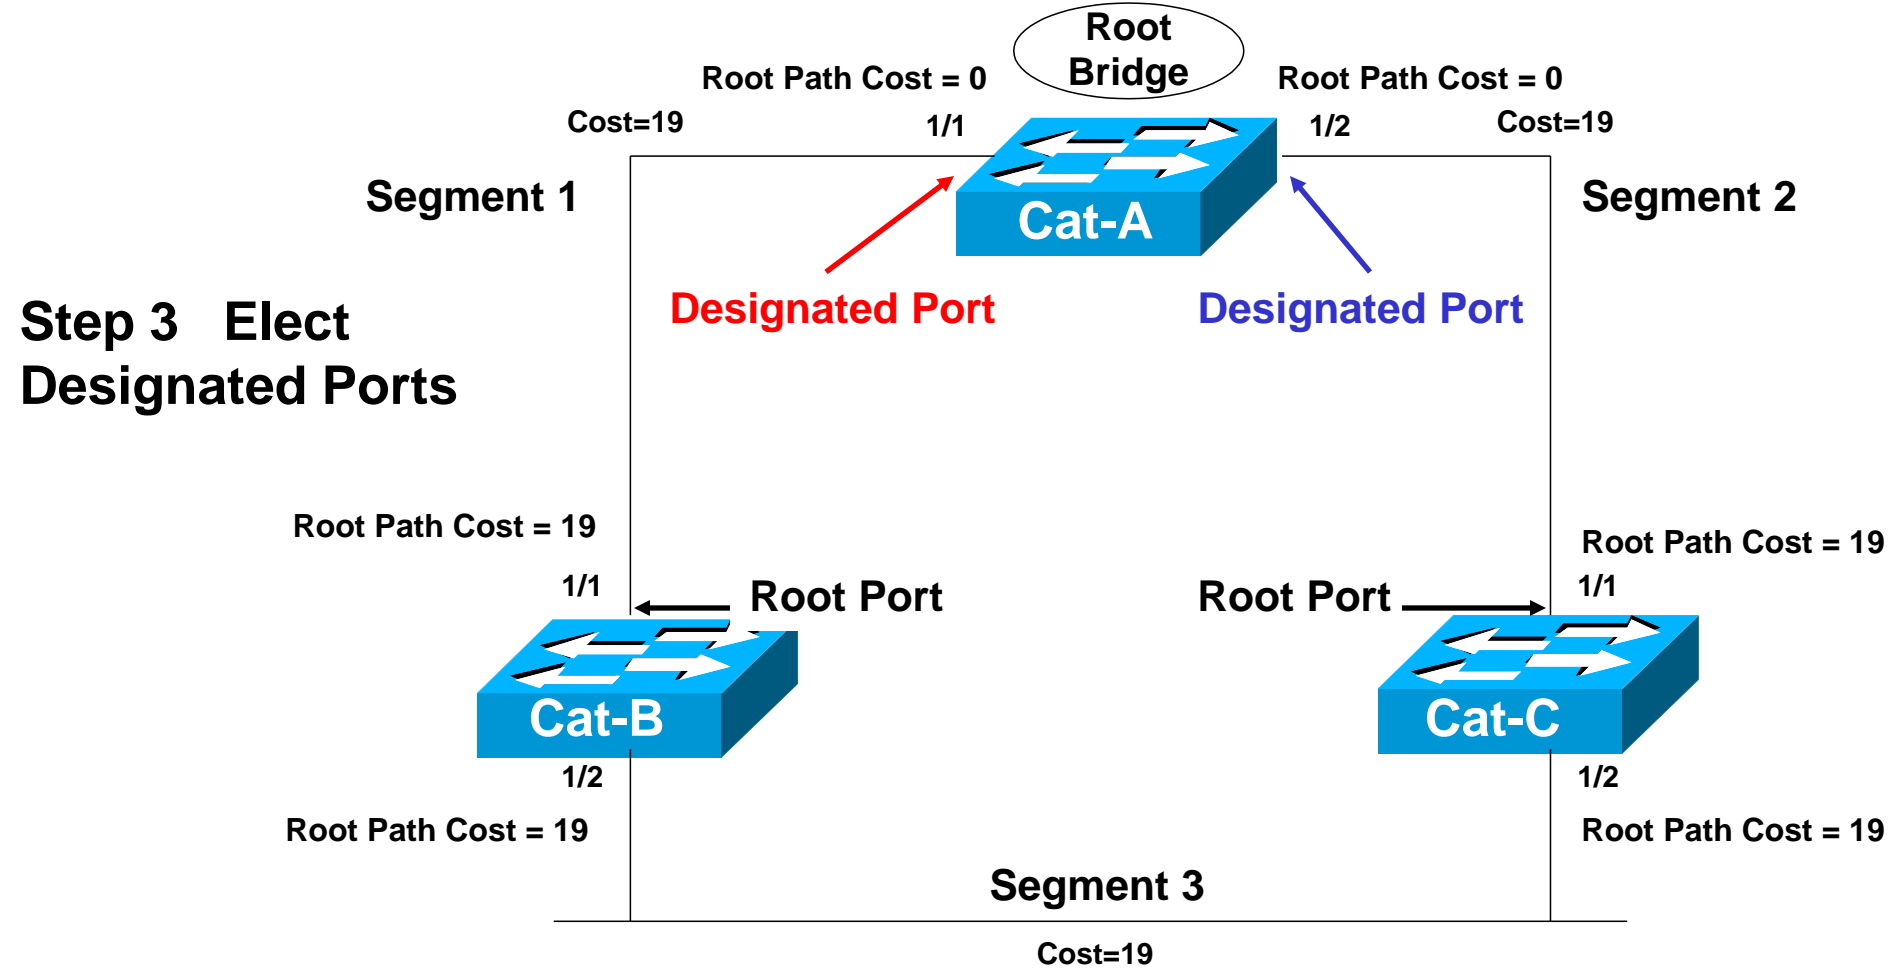 Root
Bridge
Root Path Cost = 0
Root Path Cost = 0
Cost=19
1/1
1/2
Cost=19
Segment 1
Segment 2
Cat-A
Designated Port
Designated Port
Step 3 Elect
Designated Ports
Root Path Cost = 19
Root Path Cost = 19
1/1
Root Port
Root Port
1/1
Cat-B
Cat-C
1/2
1/2
Root Path Cost = 19
Root Path Cost = 19
Segment 3
Cost=19